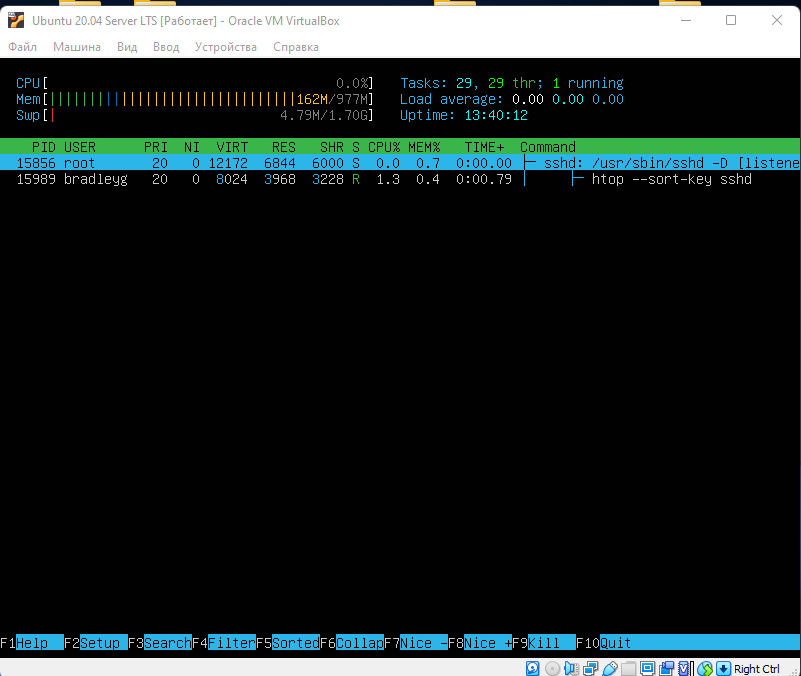 Ubuntu 20.04 Server LTS [Работает] - Oracle VM VirtualBox
Файл Машина Вид Ввод Устройства Справка
CPU[ 0.0%] Tasks: 29, 29 thr; 1 running
Mem[||||||||||||||||||||||||||||||162M/977M] Load average: 0.00 0.00 0.00
Swp[| 4.79M/1.70G] Uptime: 13:40:12
PID USER PRI NI VIRT RES SHR S CPU% MEM% TIME+ Command
15856 root 20 0 12172 6844 6000 S 0.0 0.7 0:00.00 ├─ sshd: /usr/sbin/sshd -D [listene
15989 bradleyg 20 0 8024 3968 3228 R 1.3 0.4 0:00.79 │ ├─ htop --sort-key sshd
F1Help F2Setup F3SearchF4FilterF5SortedF6CollapF7Nice -F8Nice +F9Kill F10Quit
Right Ctrl